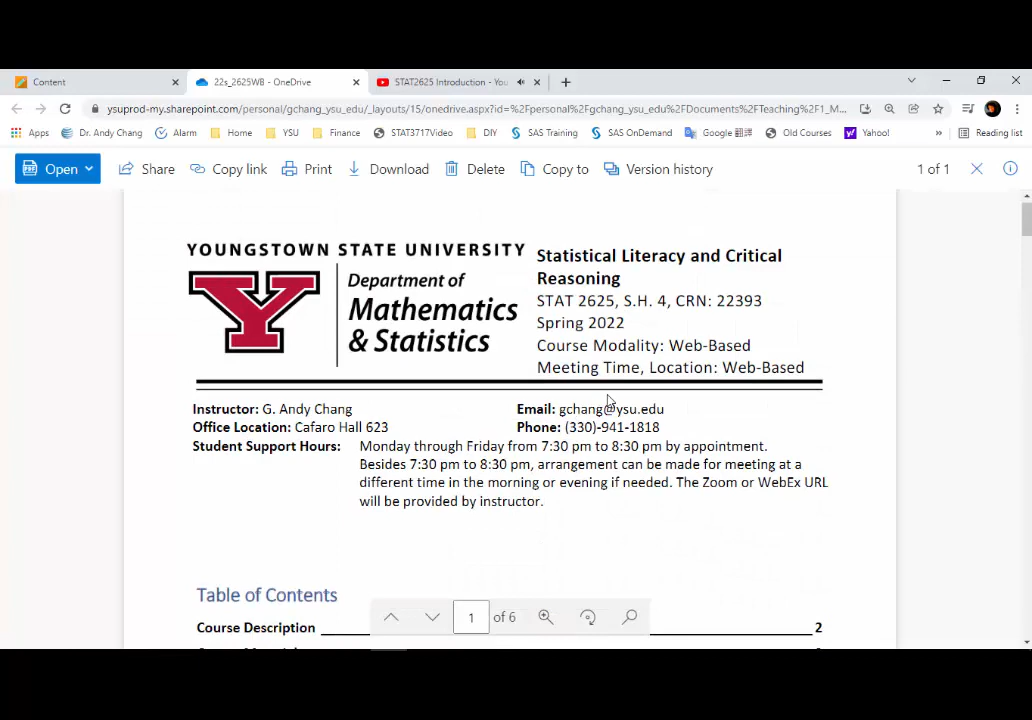 Content
22s_2625WB - OneDrive
STAT2625 Introduction - You
ysuprod-my.sharepoint.com/personal/gchang_ysu_edu/_layouts/15/onedrive.aspx?id=%2Fpersonal%2Fgchang_ysu_edu%2FDocuments%2FTeaching%2F1_M...
Apps Dr. Andy Chang Alarm Home YSU Finance STAT3717Video DIY SAS Training SAS OnDemand Google 翻譯 Old Courses Yahoo! » Reading list
Open Share Copy link Print Download Delete Copy to Version history 1 of 1
YOUNGSTOWN STATE UNIVERSITY
Y
Department of
Mathematics
& Statistics
Statistical Literacy and Critical
Reasoning
STAT 2625, S.H. 4, CRN: 22393
Spring 2022
Course Modality: Web-Based
Meeting Time, Location: Web-Based
Instructor: G. Andy Chang Email: gchang@ysu.edu
Office Location: Cafaro Hall 623 Phone: (330)-941-1818
Student Support Hours: Monday through Friday from 7:30 pm to 8:30 pm by appointment.
Besides 7:30 pm to 8:30 pm, arrangement can be made for meeting at a
different time in the morning or evening if needed. The Zoom or WebEx URL
will be provided by instructor.
Table of Contents
1 of 6
Course Description 2